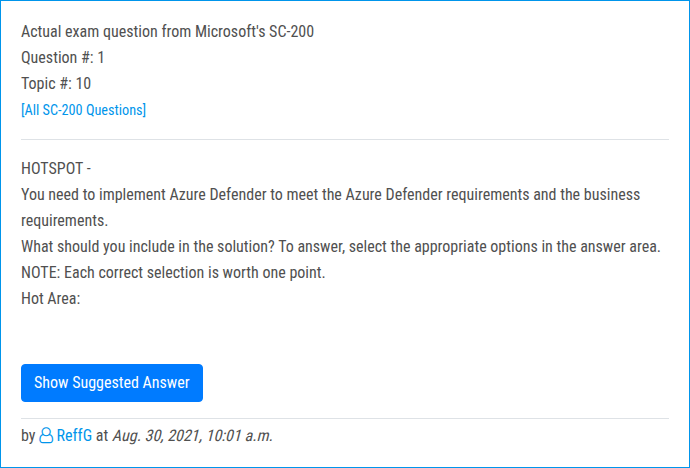 Actual exam question from Microsoft's SC-200
Question #: 1
Topic #: 10
[All SC-200 Questions]
HOTSPOT -
You need to implement Azure Defender to meet the Azure Defender requirements and the business
requirements.
What should you include in the solution? To answer, select the appropriate options in the answer area.
NOTE: Each correct selection is worth one point.
Hot Area:
Show Suggested Answer
by ReffG at Aug. 30, 2021, 10:01 a.m.